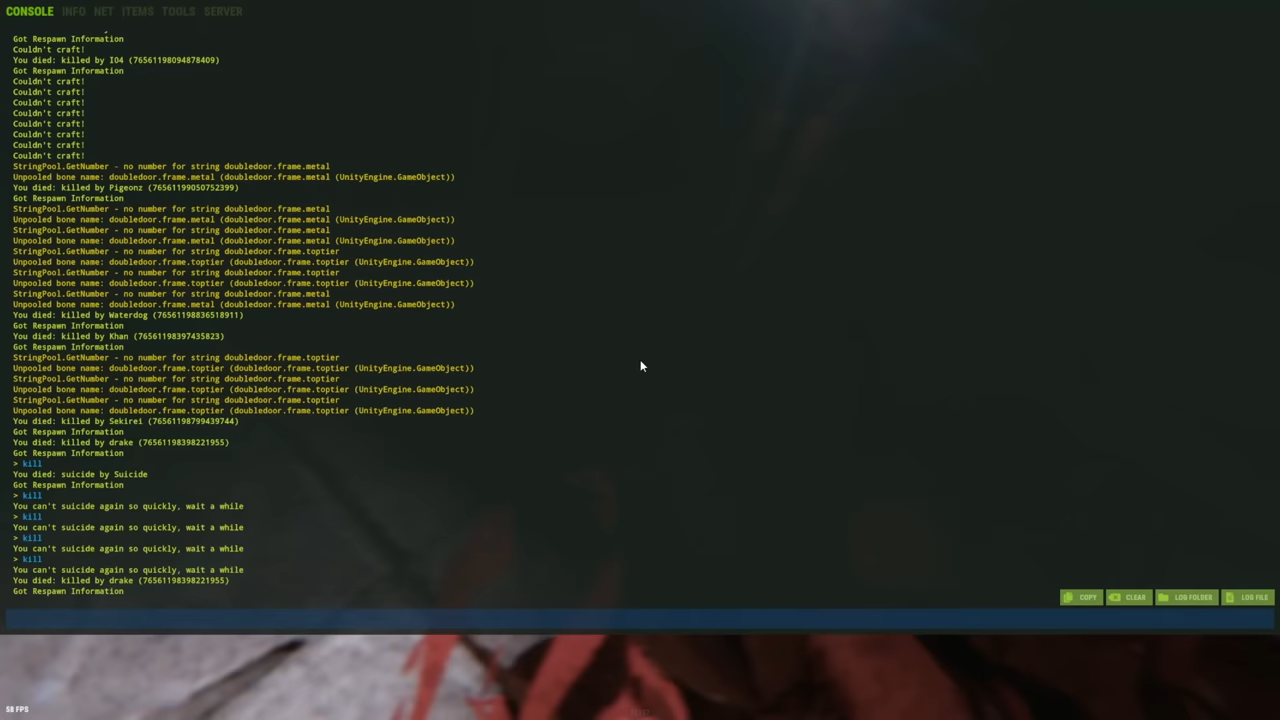 CONSOLE INFO NET ITEMS TOOLS SERVER
Got Respawn Information
Couldn't craft!
You died: killed by I04 (76561198094878409)
Got Respawn Information
Couldn't craft!
Couldn't craft!
Couldn't craft!
Couldn't craft!
Couldn't craft!
Couldn't craft!
Couldn't craft!
Couldn't craft!
StringPool.GetNumber - no number for string doubledoor.frame.metal
Unpooled bone name: doubledoor.frame.metal (doubledoor.frame.metal (UnityEngine.GameObject))
You died: killed by Pigeonz (76561199050752399)
Got Respawn Information
StringPool.GetNumber - no number for string doubledoor.frame.metal
Unpooled bone name: doubledoor.frame.metal (doubledoor.frame.metal (UnityEngine.GameObject))
StringPool.GetNumber - no number for string doubledoor.frame.metal
Unpooled bone name: doubledoor.frame.metal (doubledoor.frame.metal (UnityEngine.GameObject))
StringPool.GetNumber - no number for string doubledoor.frame.toptier
Unpooled bone name: doubledoor.frame.toptier (doubledoor.frame.toptier (UnityEngine.GameObject))
StringPool.GetNumber - no number for string doubledoor.frame.toptier
Unpooled bone name: doubledoor.frame.toptier (doubledoor.frame.toptier (UnityEngine.GameObject))
StringPool.GetNumber - no number for string doubledoor.frame.metal
Unpooled bone name: doubledoor.frame.metal (doubledoor.frame.metal (UnityEngine.GameObject))
You died: killed by Waterdog (76561198836518911)
Got Respawn Information
You died: killed by Khan (76561198397435823)
Got Respawn Information
StringPool.GetNumber - no number for string doubledoor.frame.toptier
Unpooled bone name: doubledoor.frame.toptier (doubledoor.frame.toptier (UnityEngine.GameObject))
StringPool.GetNumber - no number for string doubledoor.frame.toptier
Unpooled bone name: doubledoor.frame.toptier (doubledoor.frame.toptier (UnityEngine.GameObject))
StringPool.GetNumber - no number for string doubledoor.frame.toptier
Unpooled bone name: doubledoor.frame.toptier (doubledoor.frame.toptier (UnityEngine.GameObject))
You died: killed by Sekirei (76561198799439744)
Got Respawn Information
You died: killed by drake (76561198398221955)
Got Respawn Information
> kill
You died: suicide by Suicide
Got Respawn Information
> kill
You can't suicide again so quickly, wait a while
> kill
You can't suicide again so quickly, wait a while
> kill
You can't suicide again so quickly, wait a while
> kill
You can't suicide again so quickly, wait a while
You died: killed by drake (76561198398221955)
Got Respawn Information
COPY CLEAR LOG FOLDER LOG FILE
58 FPS